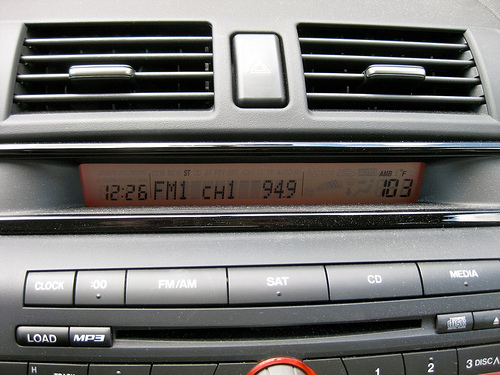 ST AMB °F
12:26 FM1 CH1 94.9 103
CLOCK :00 FM/AM SAT CD MEDIA
LOAD MP3
1 2 3 DISC ∧